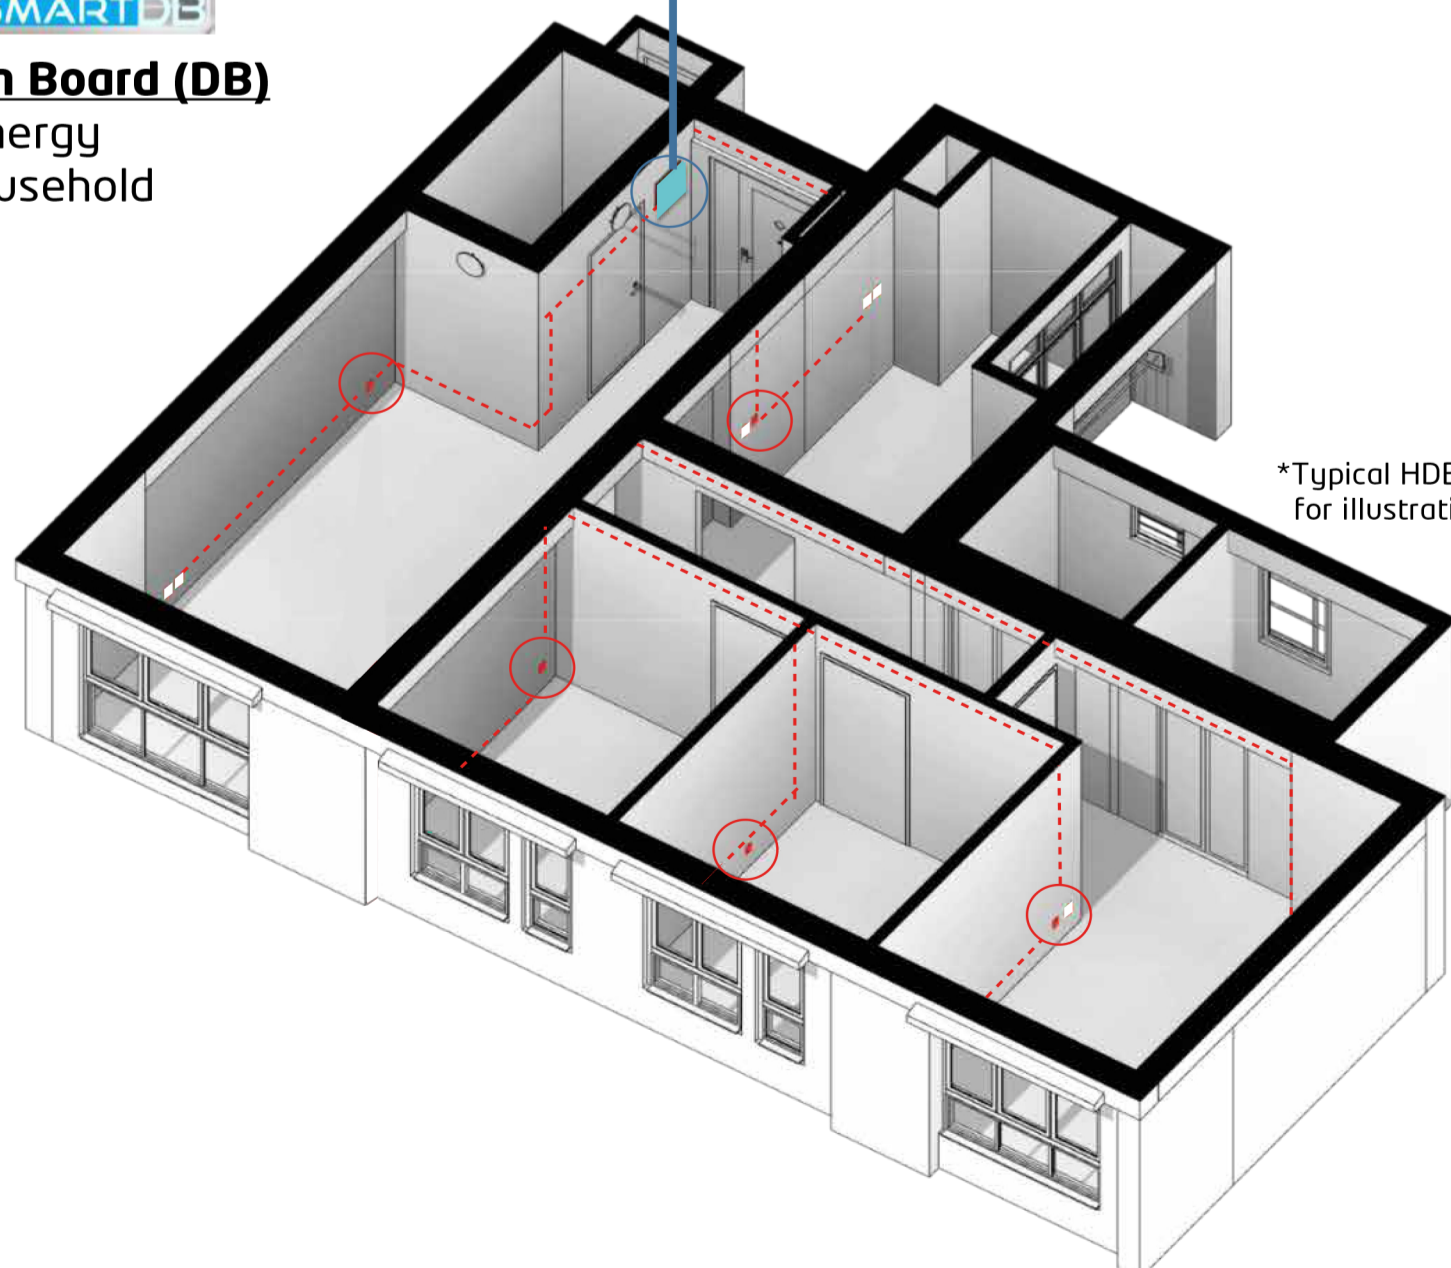 SMARTDB
n Board (DB)
nergy
usehold
*Typical HDB
for illustrati